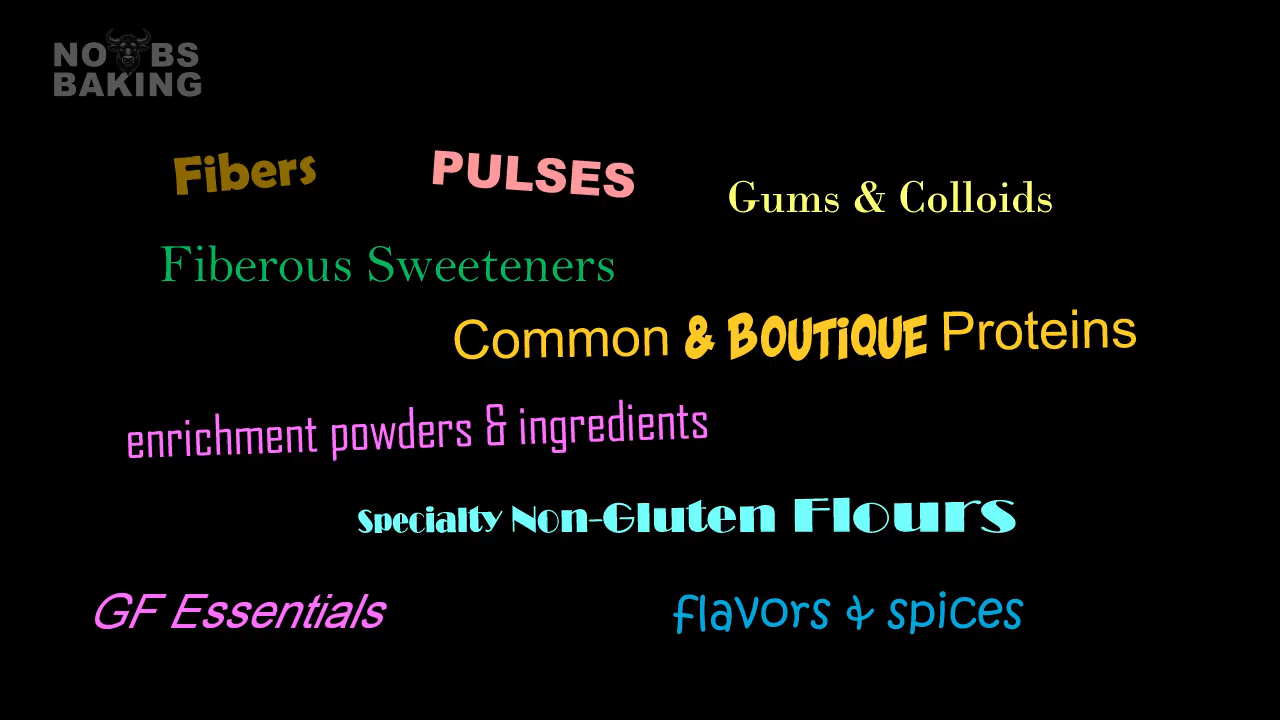 NO BS
BAKING
Fibers
PULSES
Gums & Colloids
Fiberous Sweeteners
Common & BOUTiQUE Proteins
enrichment powders & ingredients
Specialty Non-Gluten Flours
GF Essentials
flavors & spices